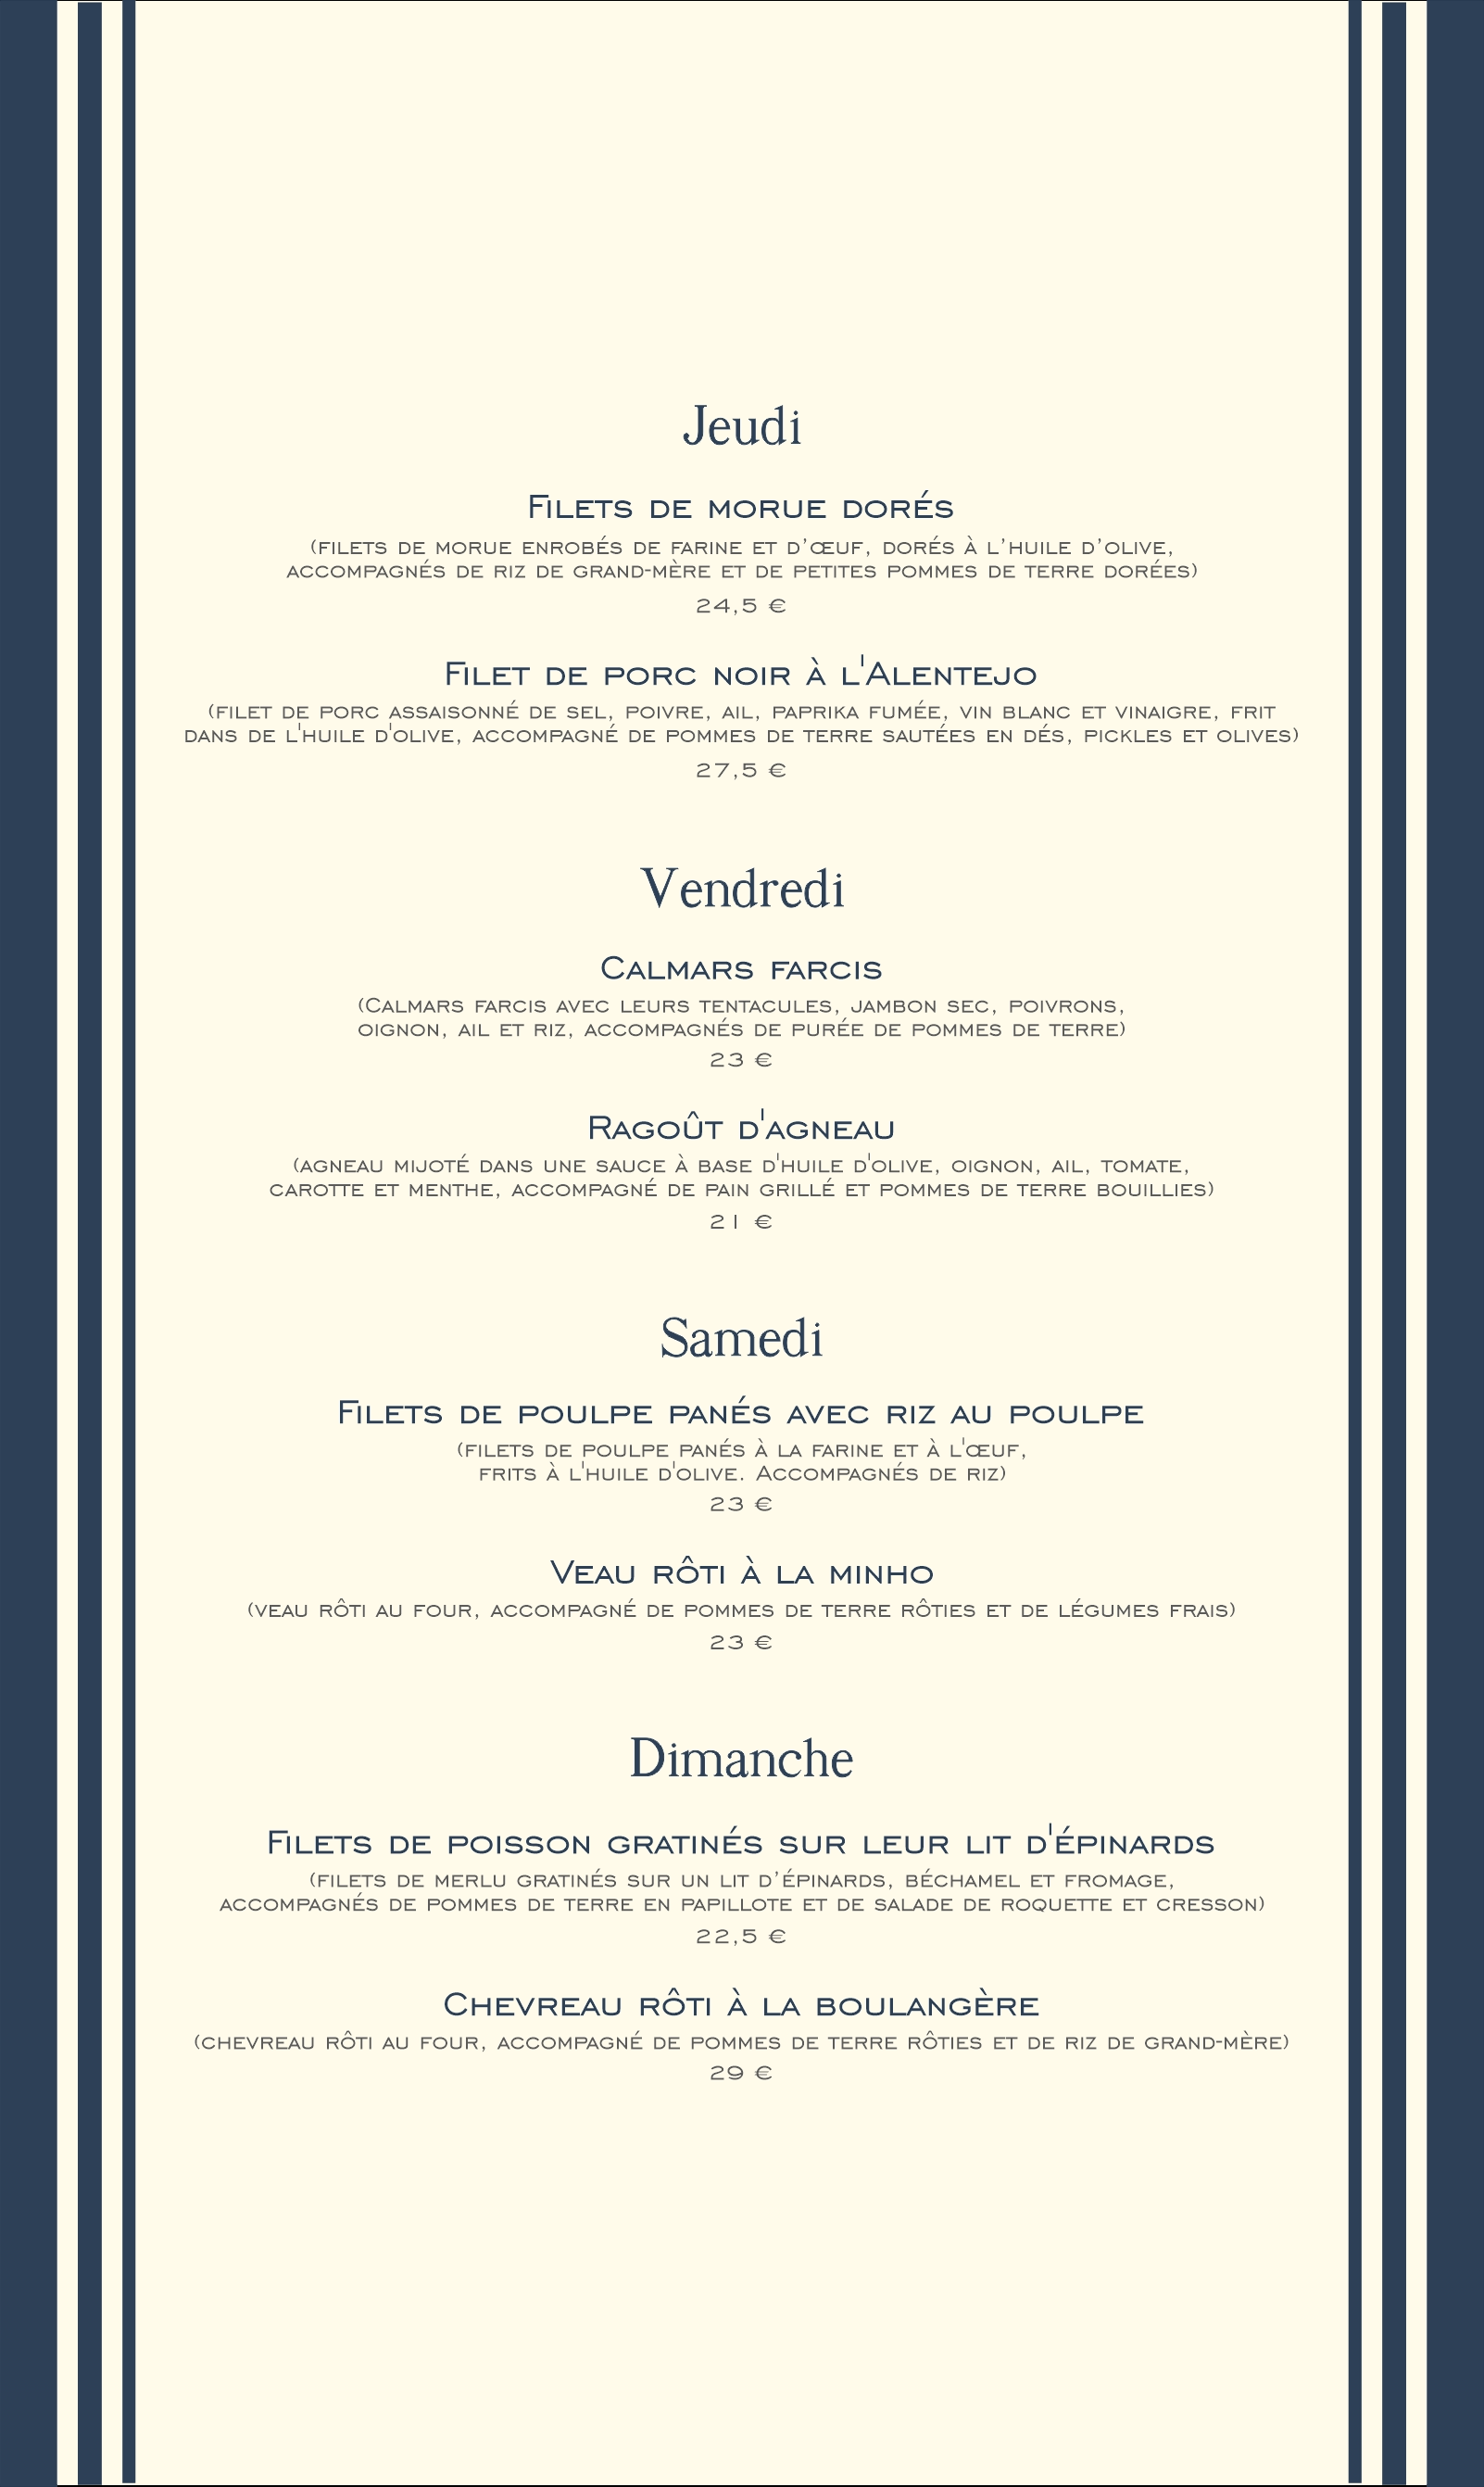 Jeudi
Filets de morue dorés
(filets de morue enrobés de farine et d’œuf, dorés à l’huile d’olive,
accompagnés de riz de grand-mère et de petites pommes de terre dorées)
24,5 €
Filet de porc noir à l'Alentejo
(filet de porc assaisonné de sel, poivre, ail, paprika fumée, vin blanc et vinaigre, frit
dans de l'huile d'olive, accompagné de pommes de terre sautées en dés, pickles et olives)
27,5 €
Vendredi
Calmars farcis
(Calmars farcis avec leurs tentacules, jambon sec, poivrons,
oignon, ail et riz, accompagnés de purée de pommes de terre)
23 €
Ragoût d'agneau
(agneau mijoté dans une sauce à base d'huile d'olive, oignon, ail, tomate,
carotte et menthe, accompagné de pain grillé et pommes de terre bouillies)
21 €
Samedi
Filets de poulpe panés avec riz au poulpe
(filets de poulpe panés à la farine et à l'œuf,
frits à l'huile d'olive. Accompagnés de riz)
23 €
Veau rôti à la minho
(veau rôti au four, accompagné de pommes de terre rôties et de légumes frais)
23 €
Dimanche
Filets de poisson gratinés sur leur lit d'épinards
(filets de merlu gratinés sur un lit d’épinards, béchamel et fromage,
accompagnés de pommes de terre en papillote et de salade de roquette et cresson)
22,5 €
Chevreau rôti à la boulangère
(chevreau rôti au four, accompagné de pommes de terre rôties et de riz de grand-mère)
29 €